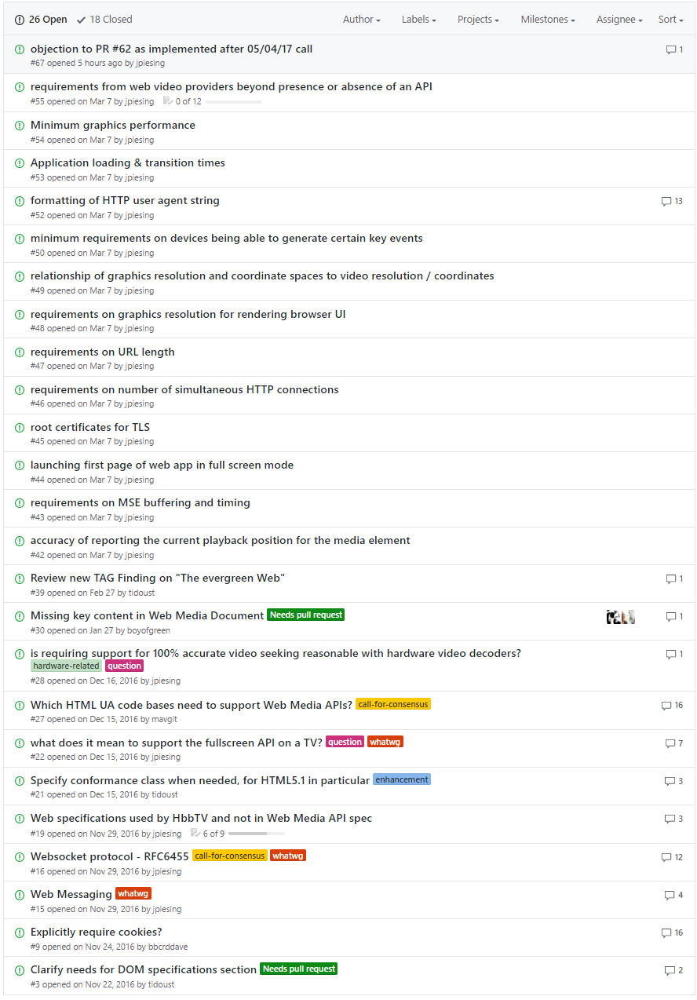 26 Open 18 Closed Author Labels Projects Milestones Assignee Sort
objection to PR #62 as implemented after 05/04/17 call 1
#67 opened 5 hours ago by jpiesing
requirements from web video providers beyond presence or absence of an API
#55 opened on Mar 7 by jpiesing 0 of 12
Minimum graphics performance
#54 opened on Mar 7 by jpiesing
Application loading & transition times
#53 opened on Mar 7 by jpiesing
formatting of HTTP user agent string 13
#52 opened on Mar 7 by jpiesing
minimum requirements on devices being able to generate certain key events
#50 opened on Mar 7 by jpiesing
relationship of graphics resolution and coordinate spaces to video resolution / coordinates
#49 opened on Mar 7 by jpiesing
requirements on graphics resolution for rendering browser UI
#48 opened on Mar 7 by jpiesing
requirements on URL length
#47 opened on Mar 7 by jpiesing
requirements on number of simultaneous HTTP connections
#46 opened on Mar 7 by jpiesing
root certificates for TLS
#45 opened on Mar 7 by jpiesing
launching first page of web app in full screen mode
#44 opened on Mar 7 by jpiesing
requirements on MSE buffering and timing
#43 opened on Mar 7 by jpiesing
accuracy of reporting the current playback position for the media element
#42 opened on Mar 7 by jpiesing
Review new TAG Finding on "The evergreen Web" 1
#39 opened on Feb 27 by tidoust
Missing key content in Web Media Document Needs pull request 1
#30 opened on Jan 27 by boyofgreen
is requiring support for 100% accurate video seeking reasonable with hardware video decoders? 1
hardware-related question
#28 opened on Dec 16, 2016 by jpiesing
Which HTML UA code bases need to support Web Media APIs? call-for-consensus 16
#27 opened on Dec 15, 2016 by mavgit
what does it mean to support the fullscreen API on a TV? question whatwg 7
#22 opened on Dec 15, 2016 by jpiesing
Specify conformance class when needed, for HTML5.1 in particular enhancement 3
#21 opened on Dec 15, 2016 by tidoust
Web specifications used by HbbTV and not in Web Media API spec 3
#19 opened on Nov 29, 2016 by jpiesing 6 of 9
Websocket protocol - RFC6455 call-for-consensus whatwg 12
#16 opened on Nov 29, 2016 by jpiesing
Web Messaging whatwg 4
#15 opened on Nov 29, 2016 by jpiesing
Explicitly require cookies? 16
#9 opened on Nov 24, 2016 by bbcrddave
Clarify needs for DOM specifications section Needs pull request 2
#3 opened on Nov 22, 2016 by tidoust